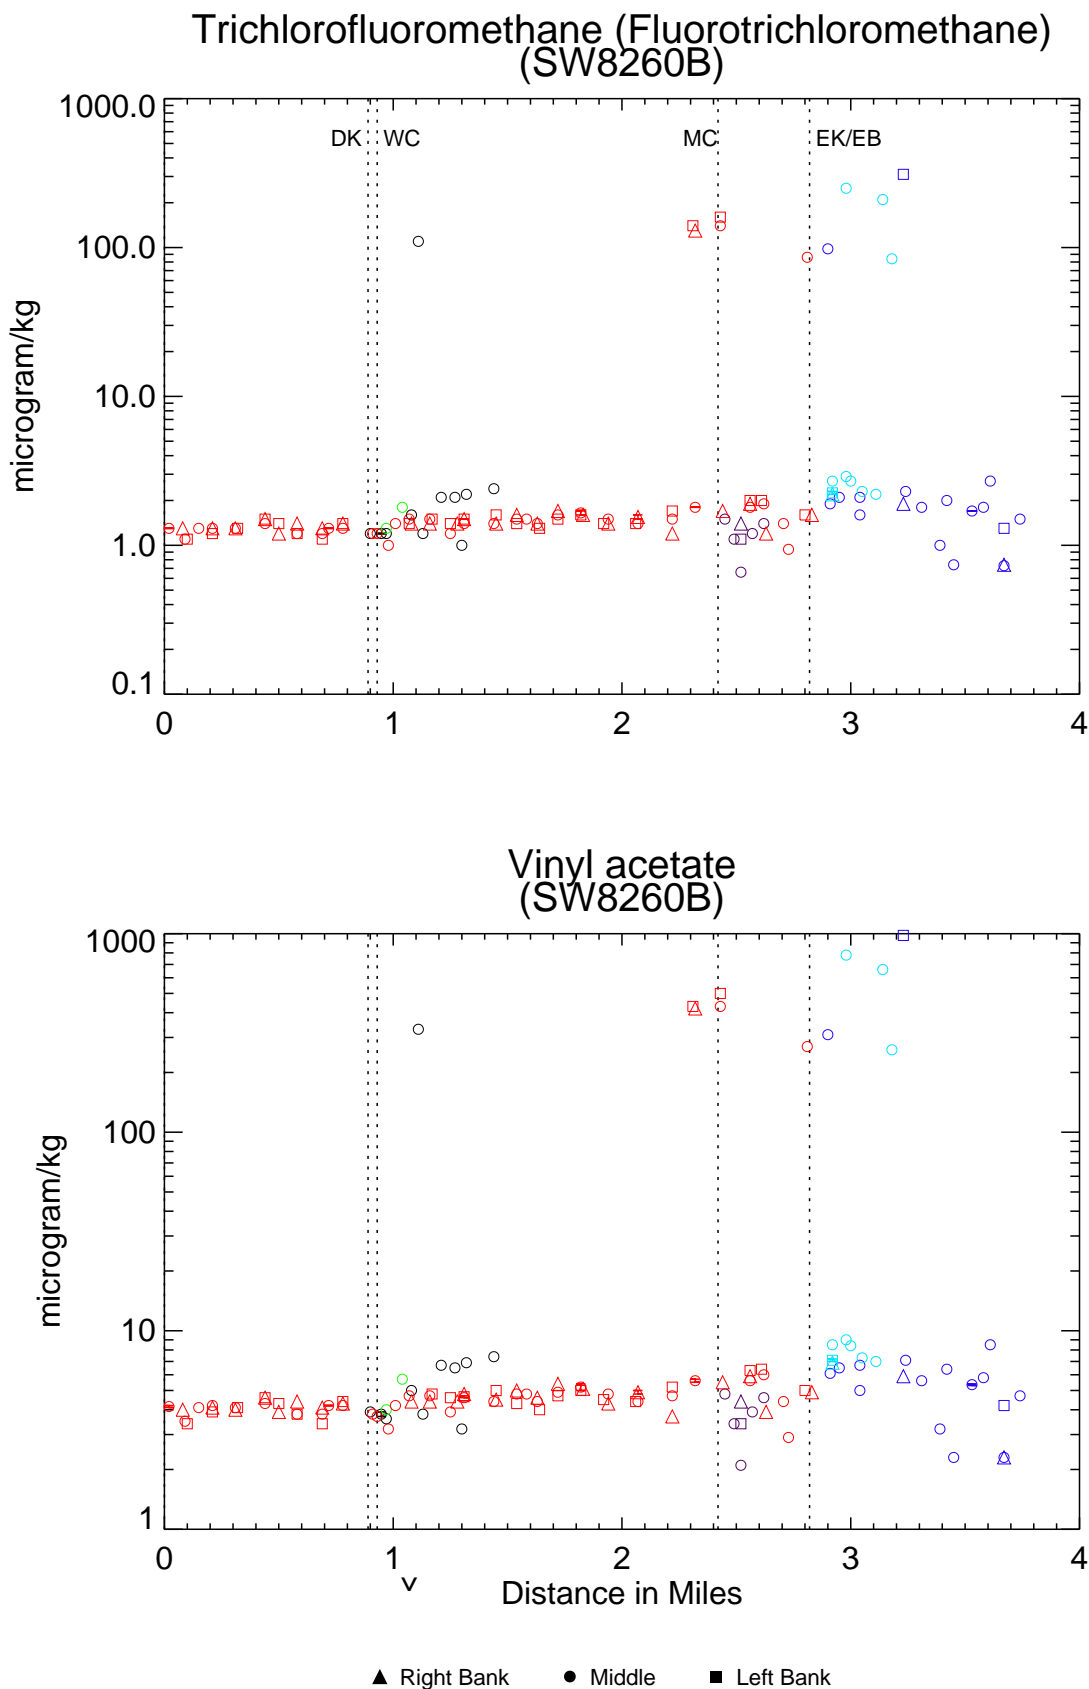 Trichlorofluoromethane (Fluorotrichloromethane)
(SW8260B)
1000.0
DK WC MC EK/EB
100.0
microgram/kg
10.0
1.0
0.1
0 1 2 3 4
Vinyl acetate
(SW8260B)
1000
100
microgram/kg
10
1
0 1 2 3 4
v Distance in Miles
Right Bank Middle Left Bank